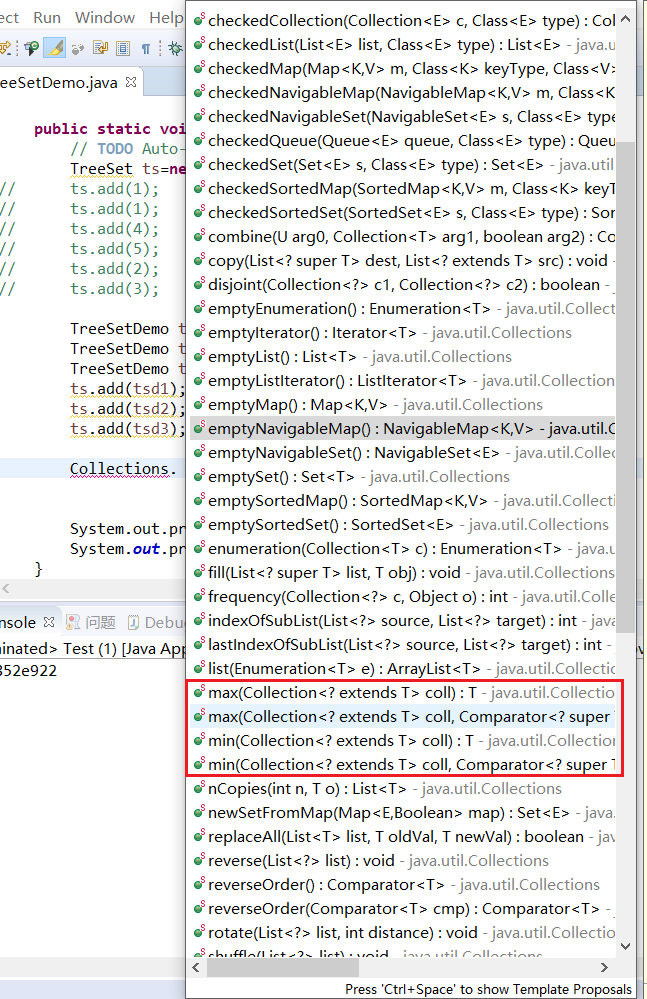 ect Run Window Help
eeSetDemo.java
public static voi
// TODO Auto-
TreeSet ts=ne
// ts.add(1);
// ts.add(1);
// ts.add(4);
// ts.add(5);
// ts.add(2);
// ts.add(3);
TreeSetDemo t
TreeSetDemo t
TreeSetDemo t
ts.add(tsd1);
ts.add(tsd2);
ts.add(tsd3);
Collections.
System.out.pr
System.out.pr
}
nsole 问题 Debu
minated> Test (1) [Java App
352e922
checkedCollection(Collection<E> c, Class<E> type) : Col
checkedList(List<E> list, Class<E> type) : List<E> - java.u
checkedMap(Map<K,V> m, Class<K> keyType, Class<V>
checkedNavigableMap(NavigableMap<K,V> m, Class<K
checkedNavigableSet(NavigableSet<E> s, Class<E> type
checkedQueue(Queue<E> queue, Class<E> type) : Queu
checkedSet(Set<E> s, Class<E> type) : Set<E> - java.util
checkedSortedMap(SortedMap<K,V> m, Class<K> keyT
checkedSortedSet(SortedSet<E> s, Class<E> type) : Sor
combine(U arg0, Collection<T> arg1, boolean arg2) : Co
copy(List<? super T> dest, List<? extends T> src) : void -
disjoint(Collection<?> c1, Collection<?> c2) : boolean -
emptyEnumeration() : Enumeration<T> - java.util.Collections
emptyIterator() : Iterator<T> - java.util.Collections
emptyList() : List<T> - java.util.Collections
emptyListIterator() : ListIterator<T> - java.util.Collections
emptyMap() : Map<K,V> - java.util.Collections
emptyNavigableMap() : NavigableMap<K,V> - java.util.C
emptyNavigableSet() : NavigableSet<E> - java.util.Collec
emptySet() : Set<T> - java.util.Collections
emptySortedMap() : SortedMap<K,V> - java.util.Collecti
emptySortedSet() : SortedSet<E> - java.util.Collections
enumeration(Collection<T> c) : Enumeration<T> - java.util.
fill(List<? super T> list, T obj) : void - java.util.Collections
frequency(Collection<?> c, Object o) : int - java.util.Coll
indexOfSubList(List<?> source, List<?> target) : int - java
lastIndexOfSubList(List<?> source, List<?> target) : int -
list(Enumeration<T> e) : ArrayList<T> - java.util.Collections
max(Collection<? extends T> coll) : T - java.util.Collectio
max(Collection<? extends T> coll, Comparator<? super T
min(Collection<? extends T> coll) : T - java.util.Collection
min(Collection<? extends T> coll, Comparator<? super T
nCopies(int n, T o) : List<T> - java.util.Collections
newSetFromMap(Map<E,Boolean> map) : Set<E> - java.util
replaceAll(List<T> list, T oldVal, T newVal) : boolean - jav
reverse(List<?> list) : void - java.util.Collections
reverseOrder() : Comparator<T> - java.util.Collections
reverseOrder(Comparator<T> cmp) : Comparator<T> -
rotate(List<?> list, int distance) : void - java.util.Collections
shuffle(List<?> list) : void - java.util.Collections
Press 'Ctrl+Space' to show Template Proposals